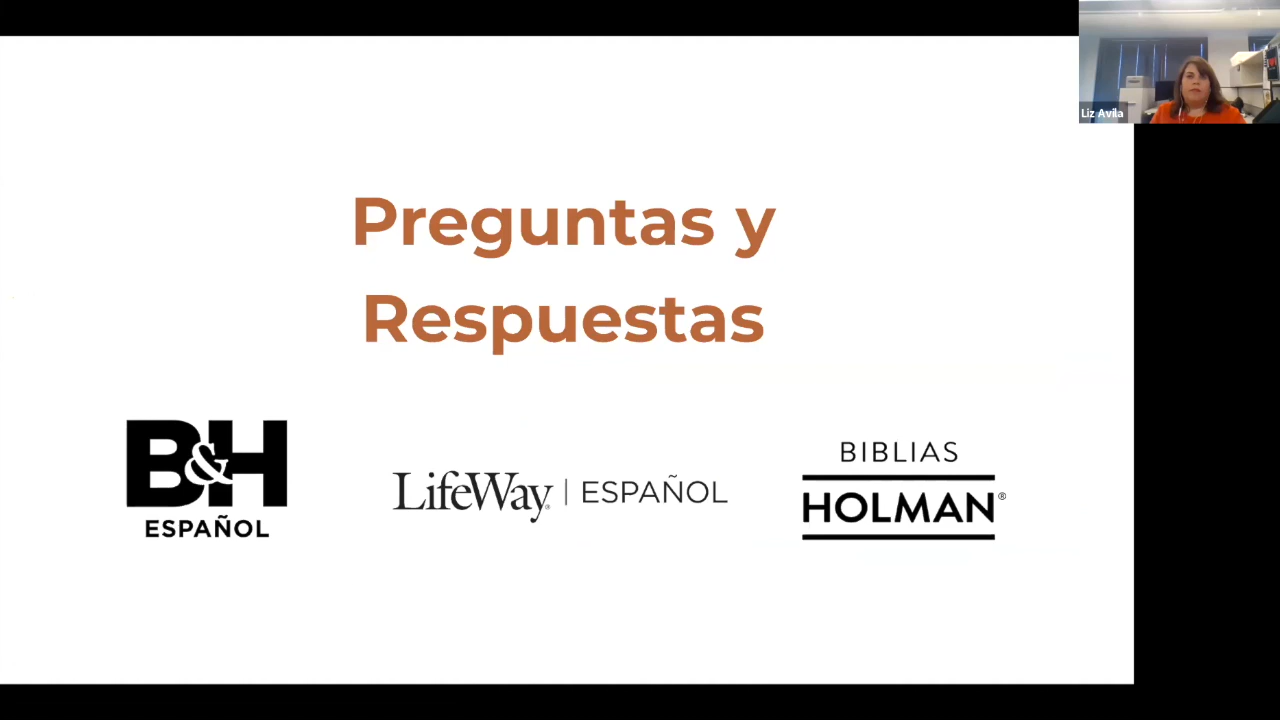 Liz Avila
Preguntas y
Respuestas
B&H
ESPAÑOL
LifeWay® | ESPAÑOL
BIBLIAS
HOLMAN®